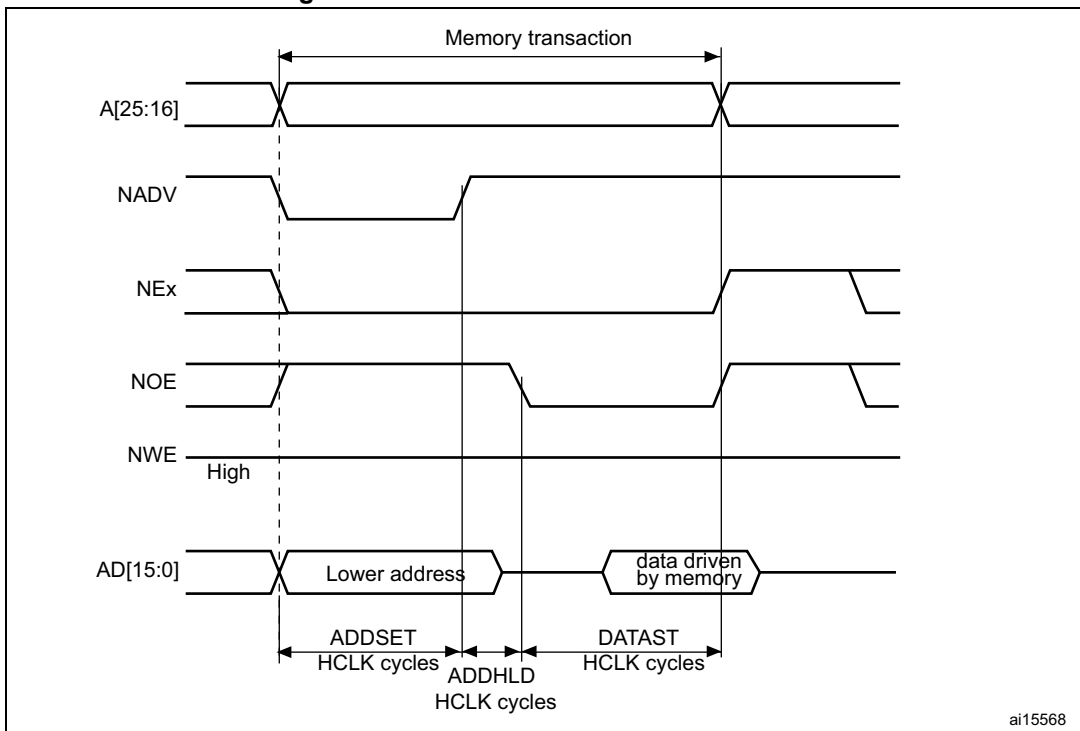 Memory transaction
A[25:16]
NADV
NEx
NOE
NWE
High
AD[15:0]
Lower address
data driven
by memory
ADDSET
HCLK cycles
ADDHLD
HCLK cycles
DATAST
HCLK cycles
ai15568